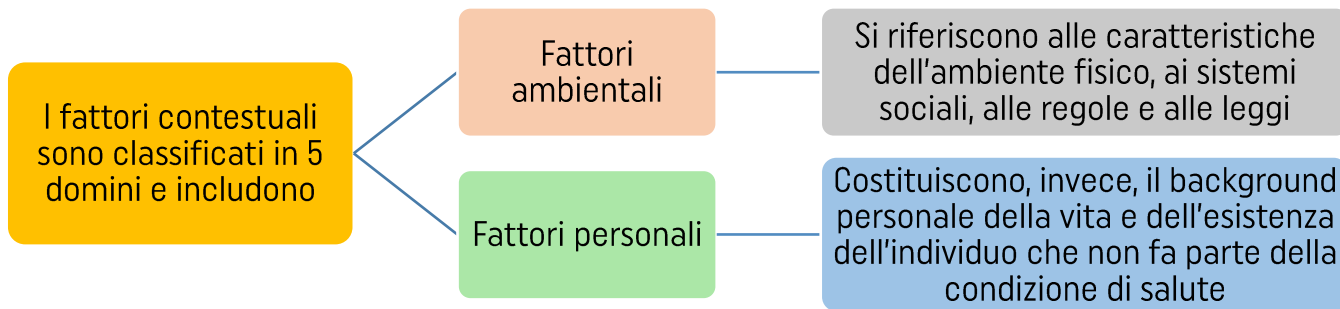 I fattori contestuali
sono classificati in 5
domini e includono
Fattori
ambientali
Si riferiscono alle caratteristiche
dell'ambiente fisico, ai sistemi
sociali, alle regole e alle leggi
Fattori personali
Costituiscono, invece, il background
personale della vita e dell'esistenza
dell'individuo che non fa parte della
condizione di salute